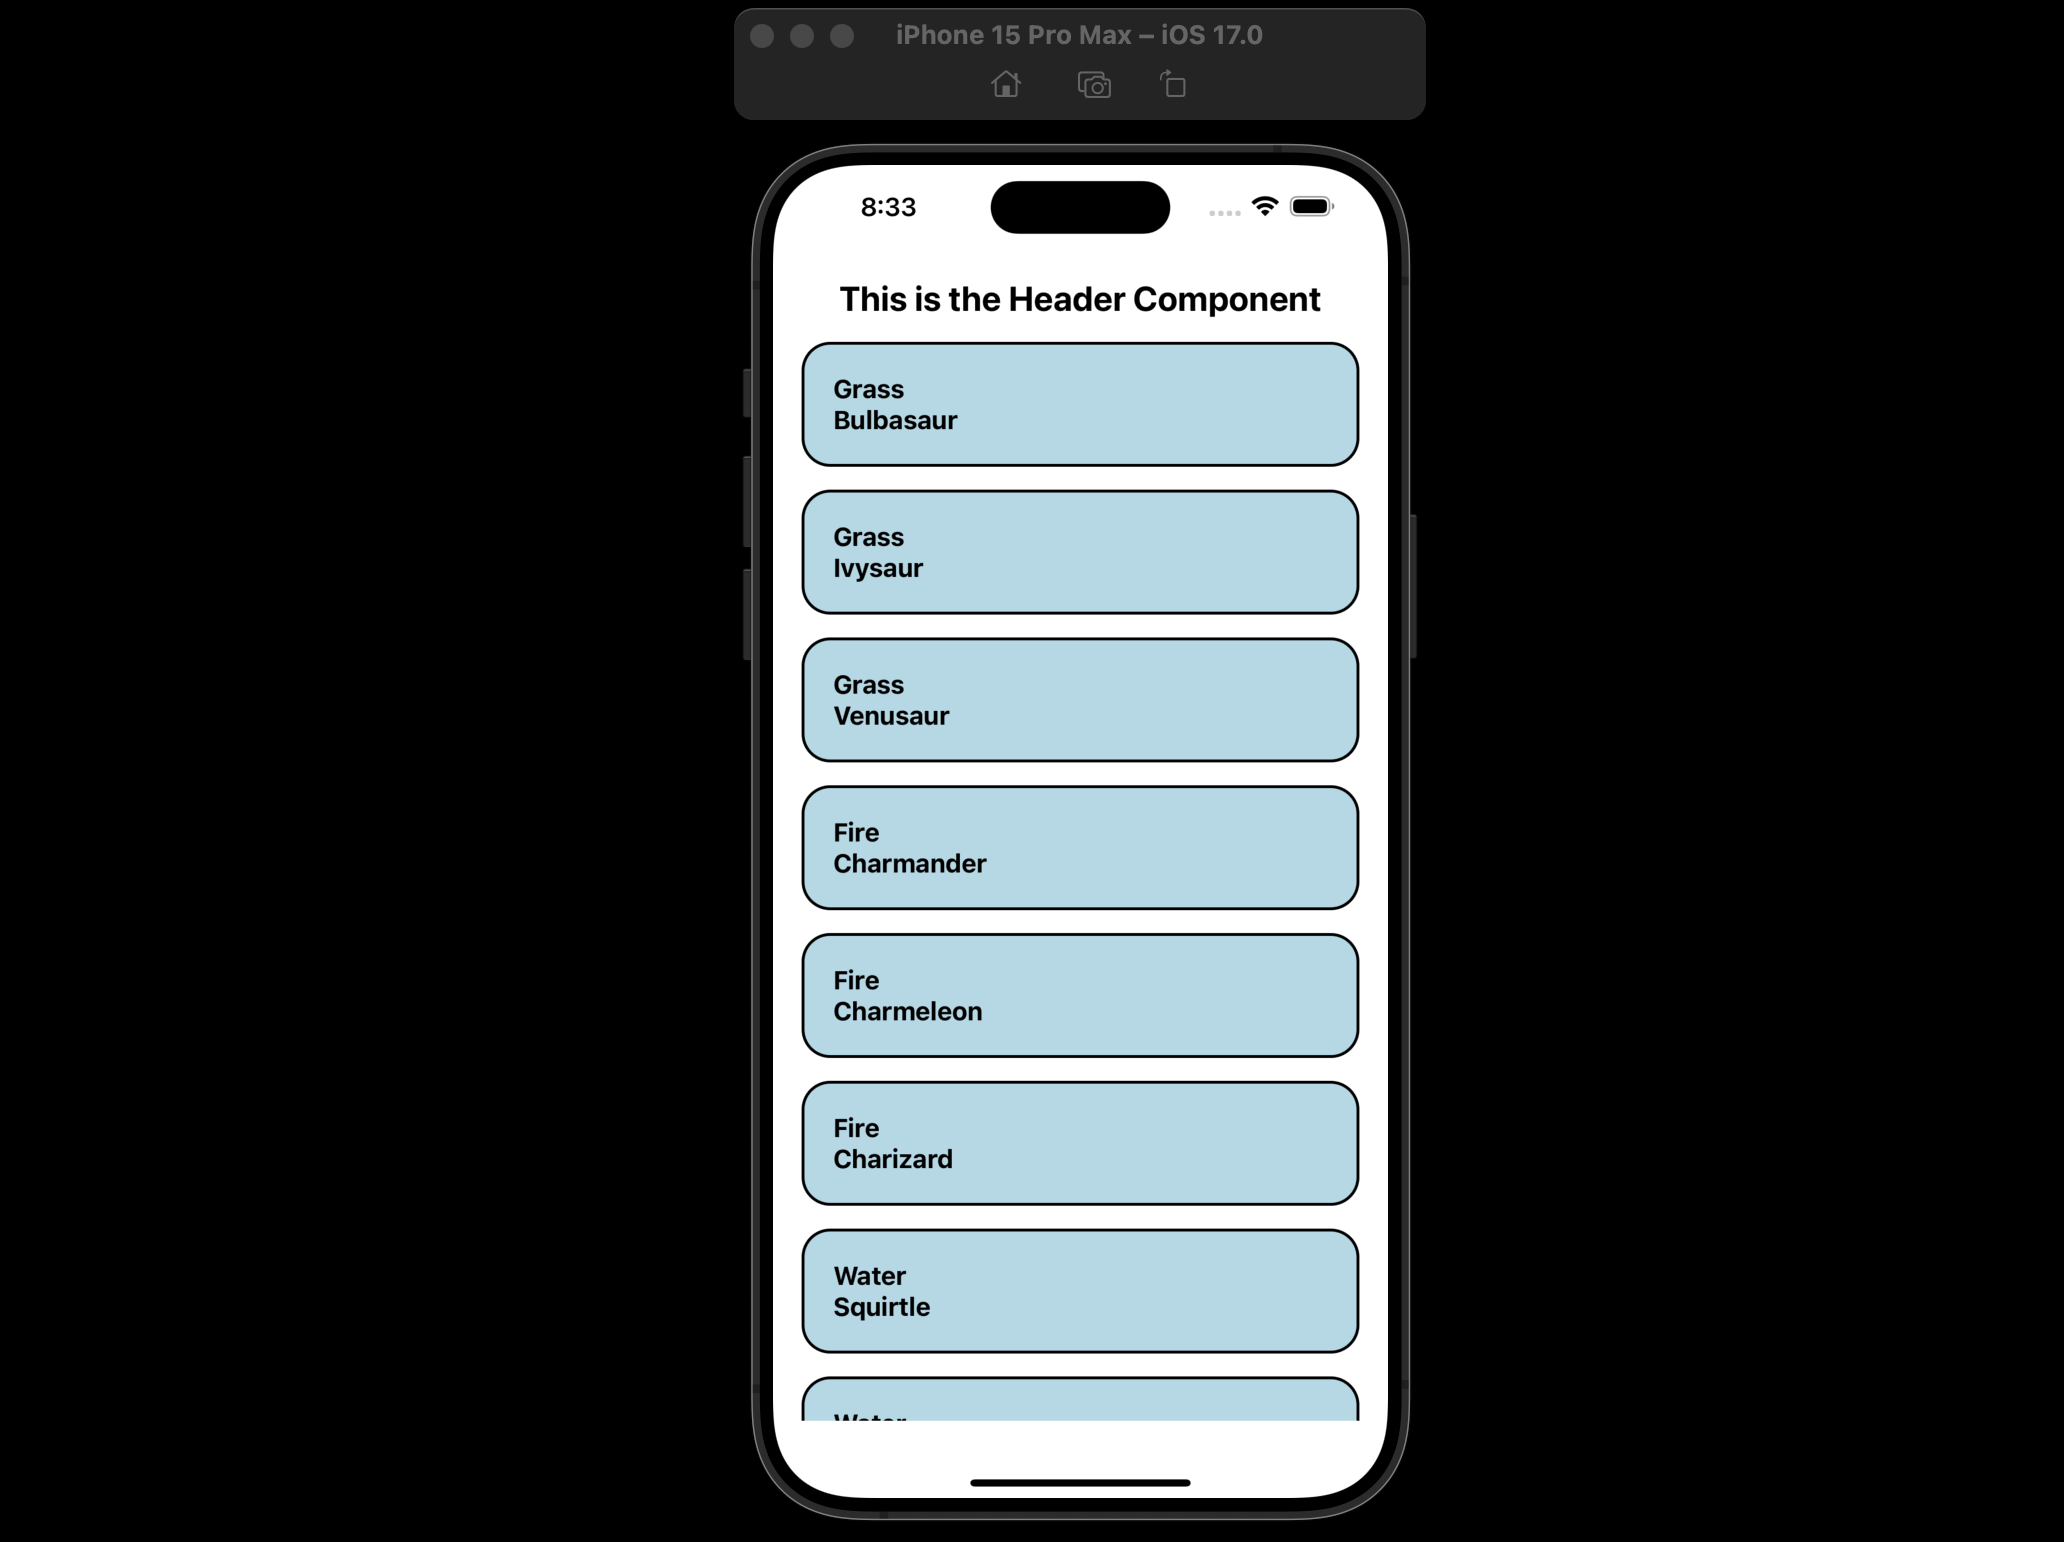 iPhone 15 Pro Max – iOS 17.0
8:33
This is the Header Component
Grass
Bulbasaur
Grass
Ivysaur
Grass
Venusaur
Fire
Charmander
Fire
Charmeleon
Fire
Charizard
Water
Squirtle
Water